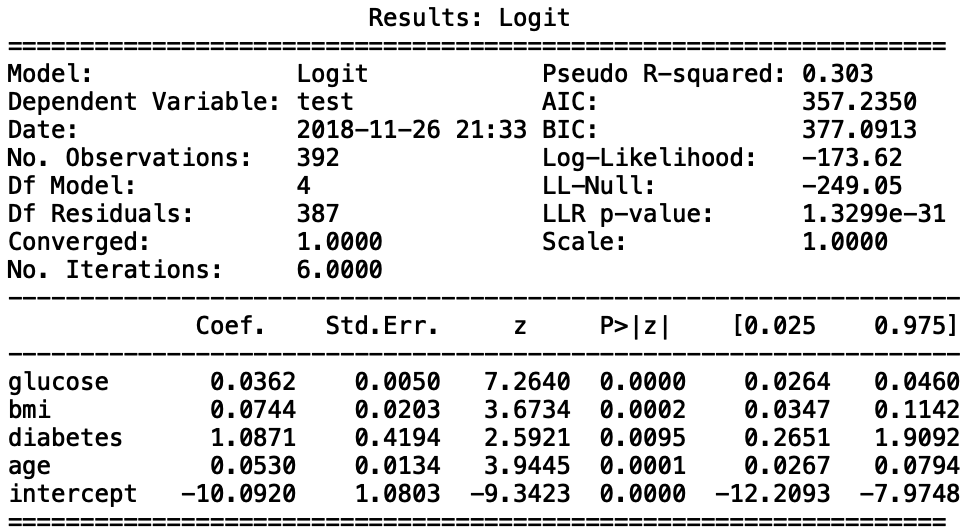 Results: Logit
=================================================================
Model: Logit Pseudo R-squared: 0.303
Dependent Variable: test AIC: 357.2350
Date: 2018-11-26 21:33 BIC: 377.0913
No. Observations: 392 Log-Likelihood: -173.62
Df Model: 4 LL-Null: -249.05
Df Residuals: 387 LLR p-value: 1.3299e-31
Converged: 1.0000 Scale: 1.0000
No. Iterations: 6.0000
------------------------------------------------------------------
Coef. Std.Err. z P>|z| [0.025 0.975]
------------------------------------------------------------------
glucose 0.0362 0.0050 7.2640 0.0000 0.0264 0.0460
bmi 0.0744 0.0203 3.6734 0.0002 0.0347 0.1142
diabetes 1.0871 0.4194 2.5921 0.0095 0.2651 1.9092
age 0.0530 0.0134 3.9445 0.0001 0.0267 0.0794
intercept -10.0920 1.0803 -9.3423 0.0000 -12.2093 -7.9748
=================================================================